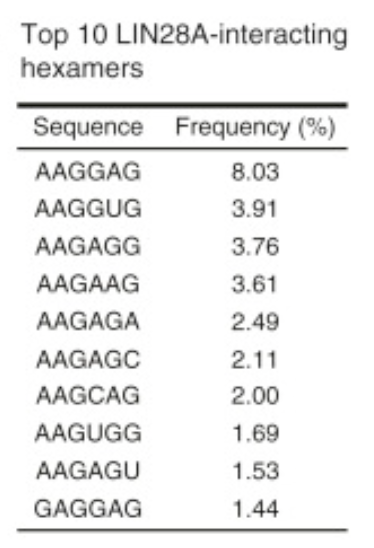 Top 10 LIN28A-interacting
hexamers
Sequence Frequency (%)
AAGGAG 8.03
AAGGUG 3.91
AAGAGG 3.76
AAGAAG 3.61
AAGAGA 2.49
AAGAGC 2.11
AAGCAG 2.00
AAGUGG 1.69
AAGAGU 1.53
GAGGAG 1.44